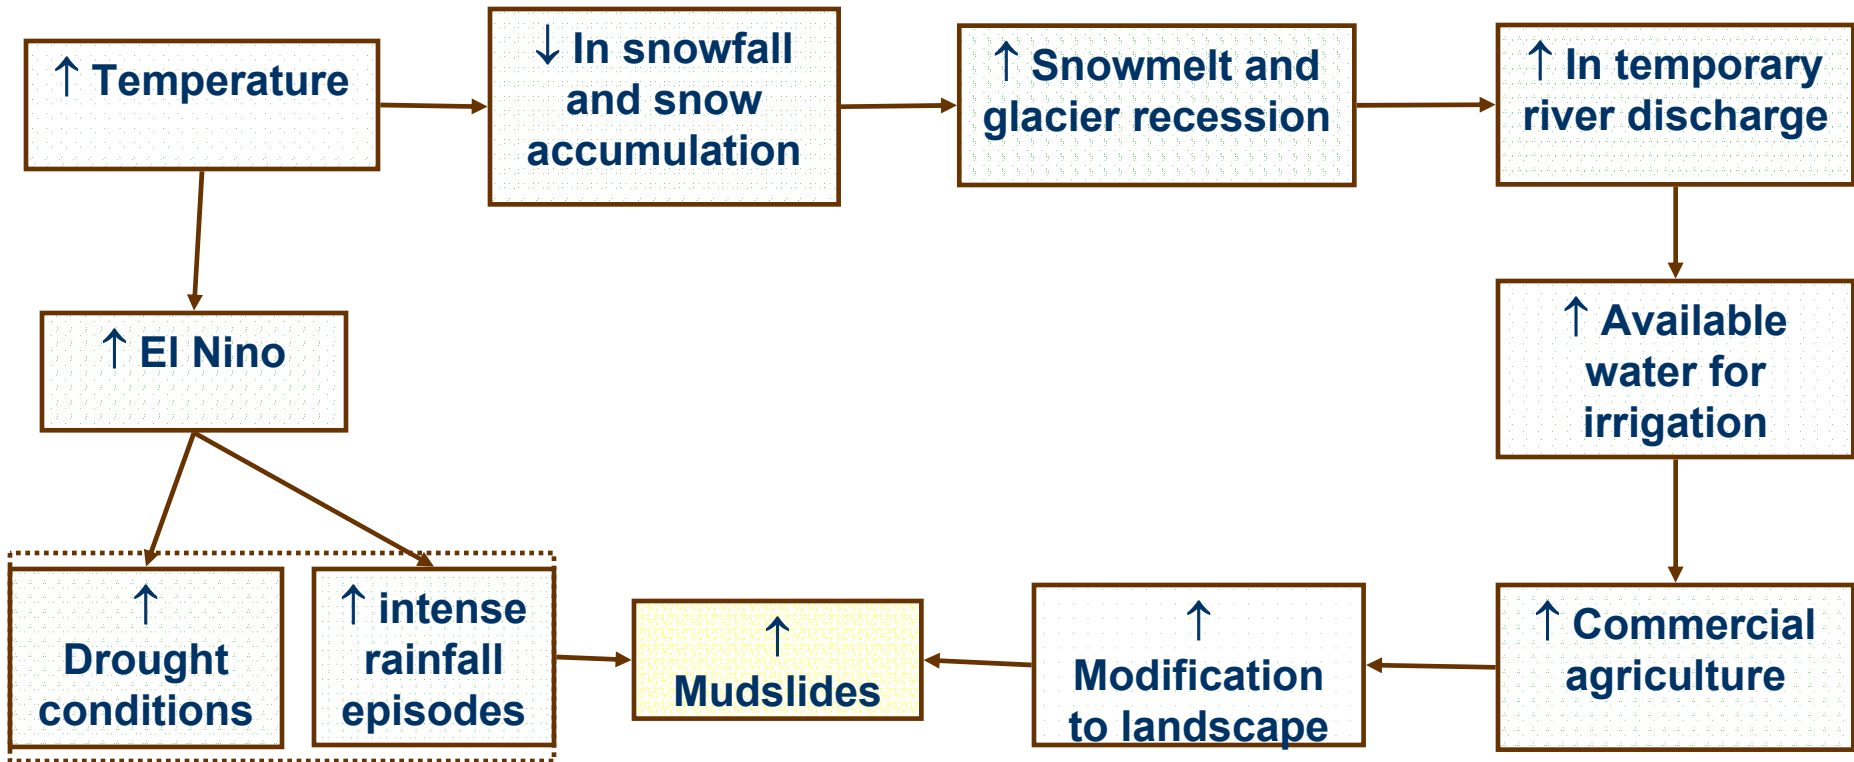 ↑ Temperature
↓ In snowfall
and snow
accumulation
↑ Snowmelt and
glacier recession
↑ In temporary
river discharge
↑ El Nino
↑ Available
water for
irrigation
↑
Drought
conditions
↑ intense
rainfall
episodes
↑
Mudslides
↑
Modification
to landscape
↑ Commercial
agriculture